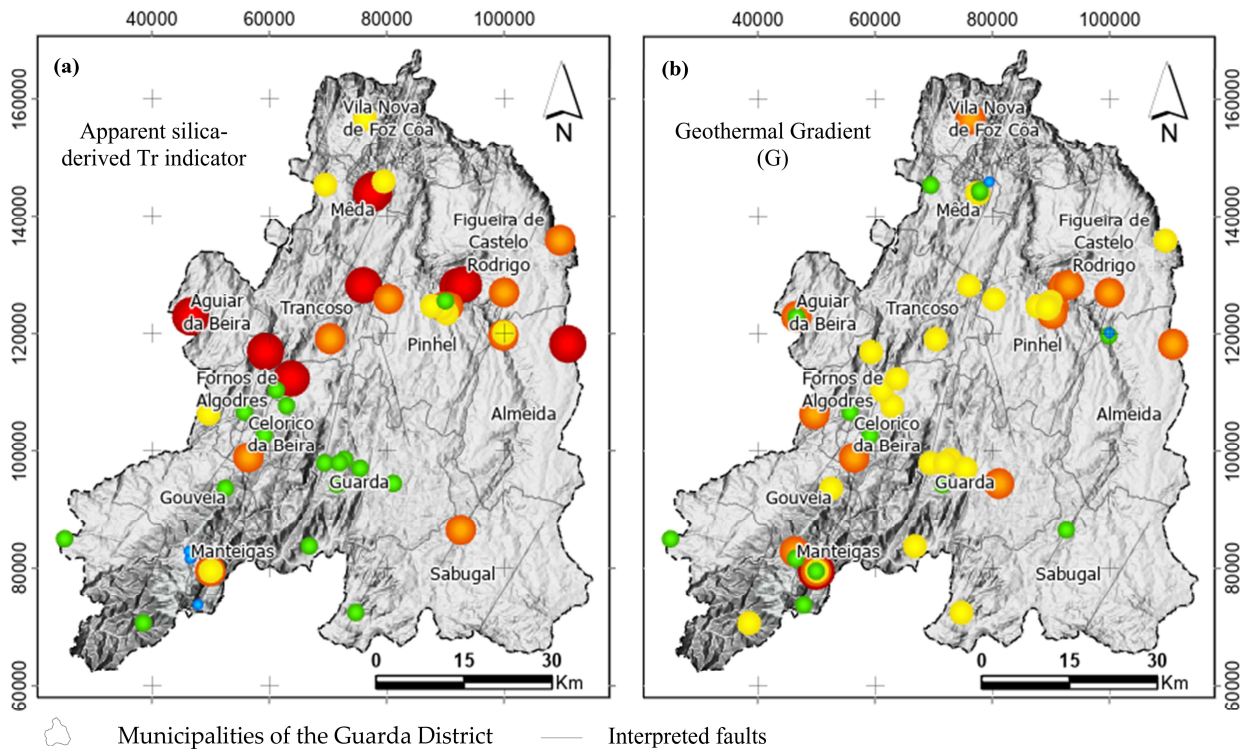 40000 60000 80000 100000
40000 60000 80000 100000
160000
140000
120000
100000
80000
60000
(a)
Apparent silica-
derived Tr indicator
N
Vila Nova
de Foz Côa
Mêda
Figueira de
Castelo
Rodrigo
Aguiar
da Beira
Trancoso
Pinhel
Fornos de
Algodres
Celorico
da Beira
Almeida
Guarda
Gouveia
Manteigas
Sabugal
0 15 30
Km
(b)
Geothermal Gradient
(G)
N
Vila Nova
de Foz Côa
Mêda
Figueira de
Castelo
Rodrigo
Aguiar
da Beira
Trancoso
Pinhel
Fornos de
Algodres
Celorico
da Beira
Almeida
Guarda
Gouveia
Manteigas
Sabugal
0 15 30
Km
160000
140000
120000
100000
80000
60000
Municipalities of the Guarda District
Interpreted faults